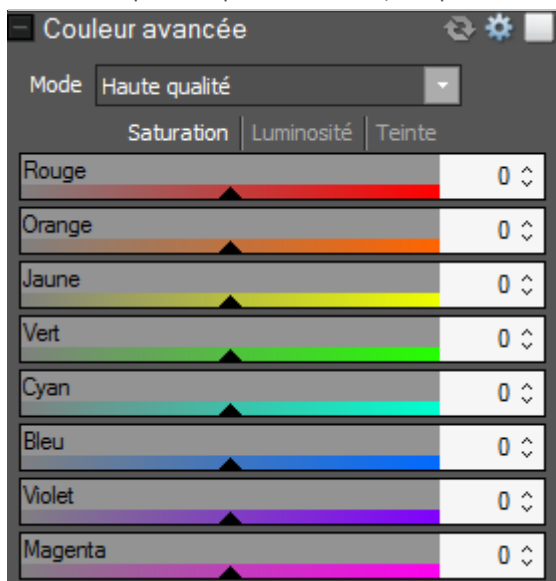 Couleur avancée
Mode Haute qualité
Saturation Luminosité Teinte
Rouge 0
Orange 0
Jaune 0
Vert 0
Cyan 0
Bleu 0
Violet 0
Magenta 0